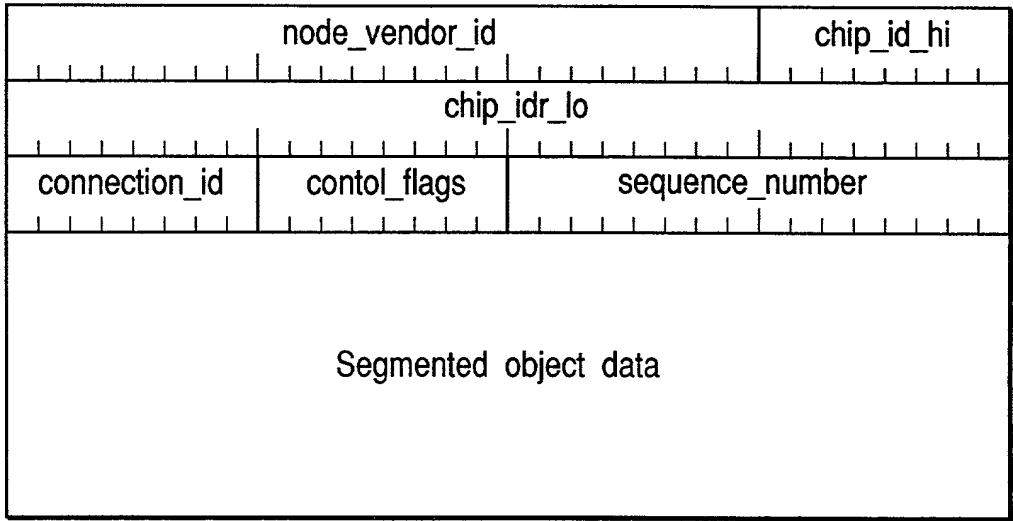 node_vendor_id chip_id_hi
chip_idr_lo
connection_id contol_flags sequence_number
Segmented object data